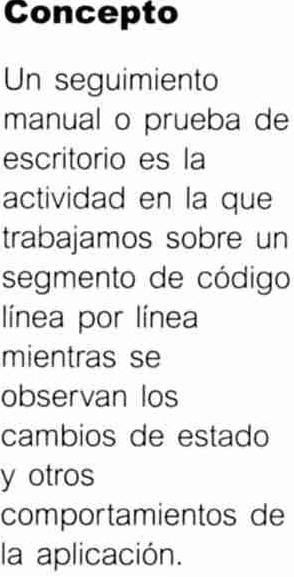 Concepto
Un seguimiento
manual o prueba de
escritorio es la
actividad en la que
trabajamos sobre un
segmento de código
línea por línea
mientras se
observan los
cambios de estado
y otros
comportamientos de
la aplicación.